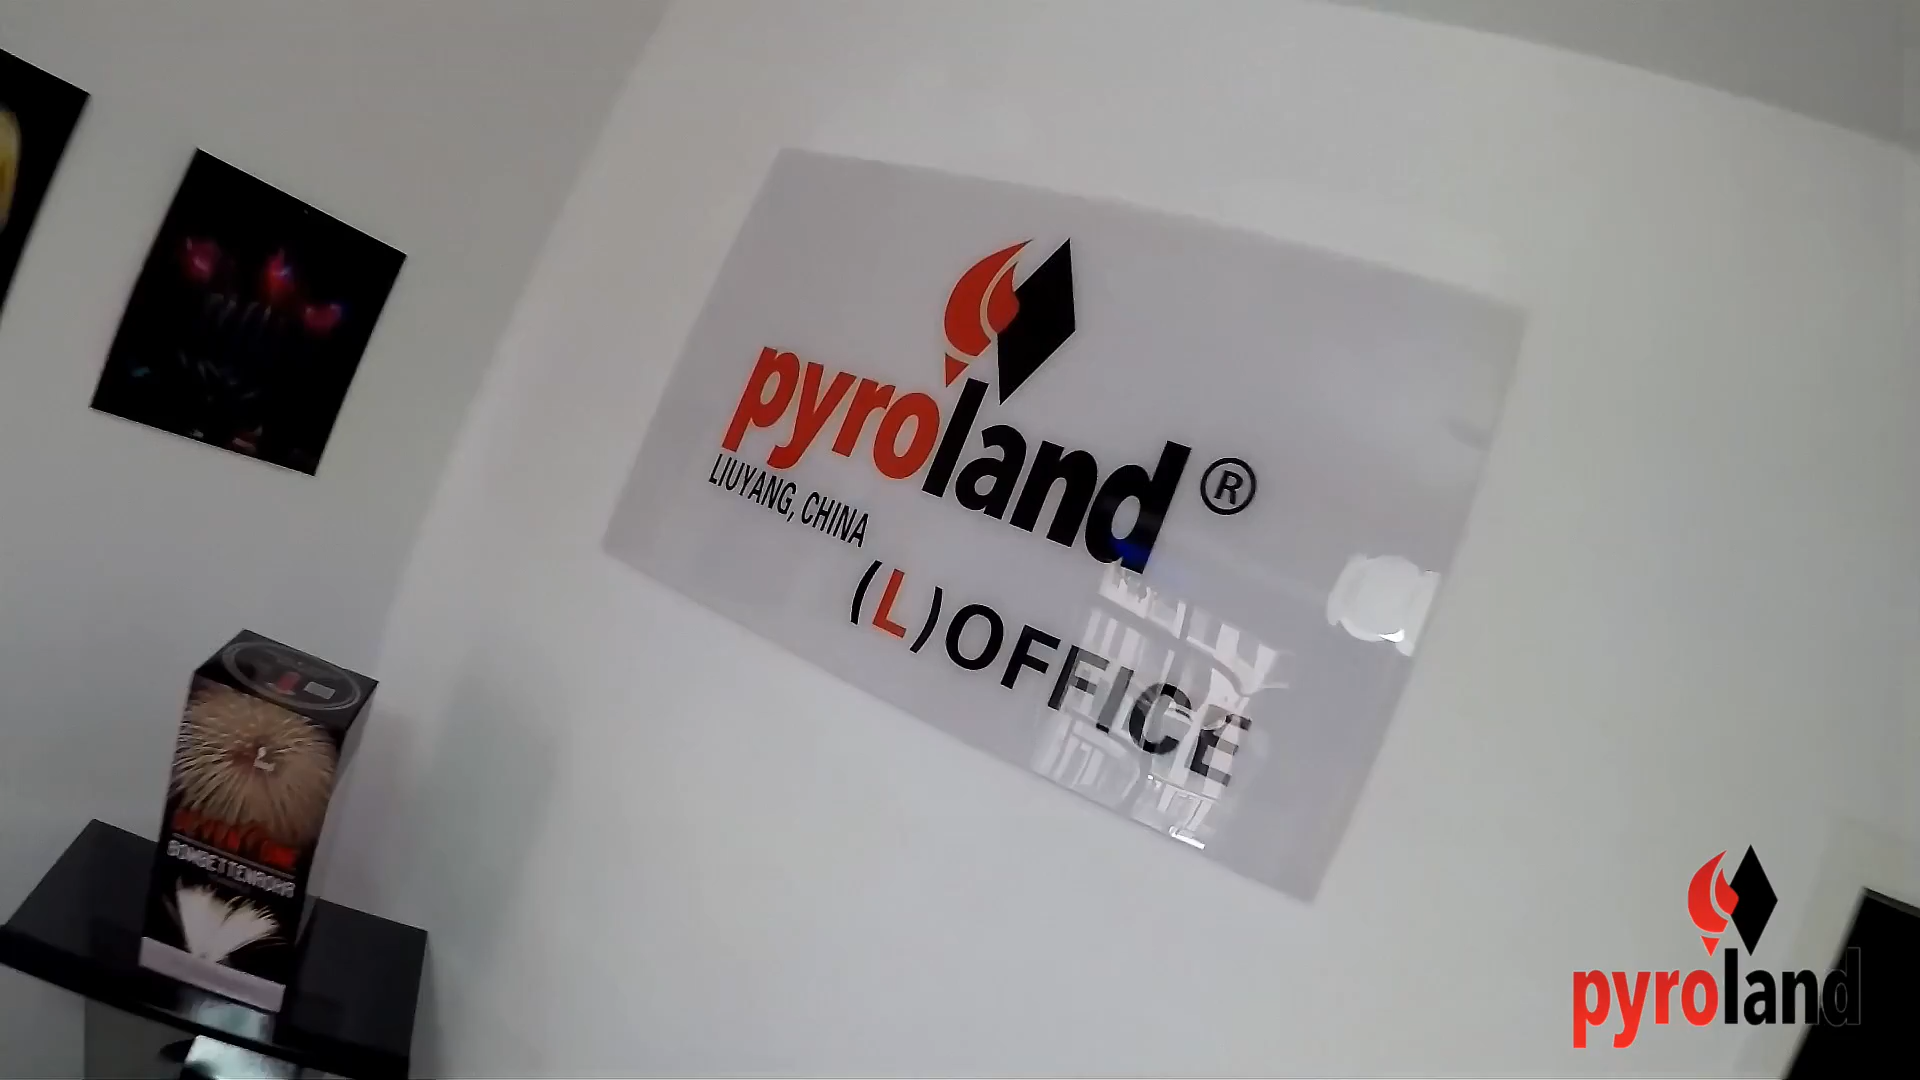 pyroland®
LIUYANG, CHINA
(L)OFFICE
BOMBETTENROHR
pyroland